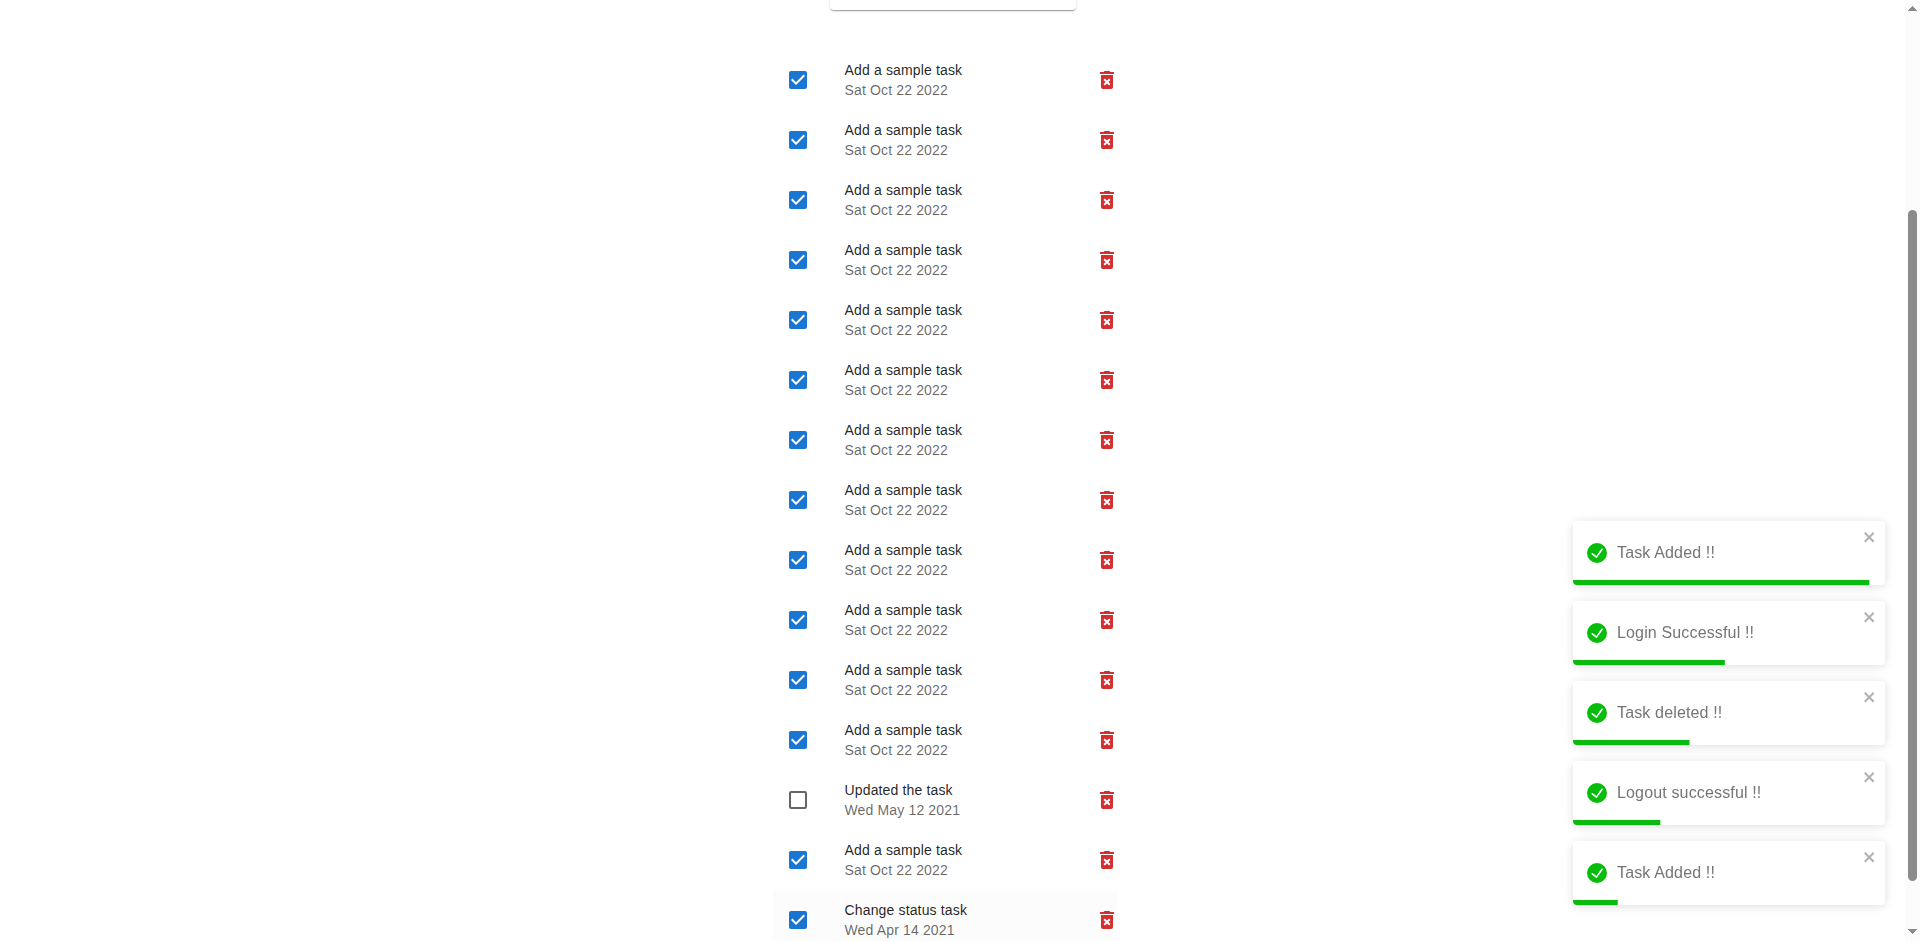 Add a sample task
Sat Oct 22 2022
Add a sample task
Sat Oct 22 2022
Add a sample task
Sat Oct 22 2022
Add a sample task
Sat Oct 22 2022
Add a sample task
Sat Oct 22 2022
Add a sample task
Sat Oct 22 2022
Add a sample task
Sat Oct 22 2022
Add a sample task
Sat Oct 22 2022
Add a sample task
Sat Oct 22 2022
Add a sample task
Sat Oct 22 2022
Add a sample task
Sat Oct 22 2022
Add a sample task
Sat Oct 22 2022
Updated the task
Wed May 12 2021
Add a sample task
Sat Oct 22 2022
Change status task
Wed Apr 14 2021
Task Added !!
Login Successful !!
Task deleted !!
Logout successful !!
Task Added !!